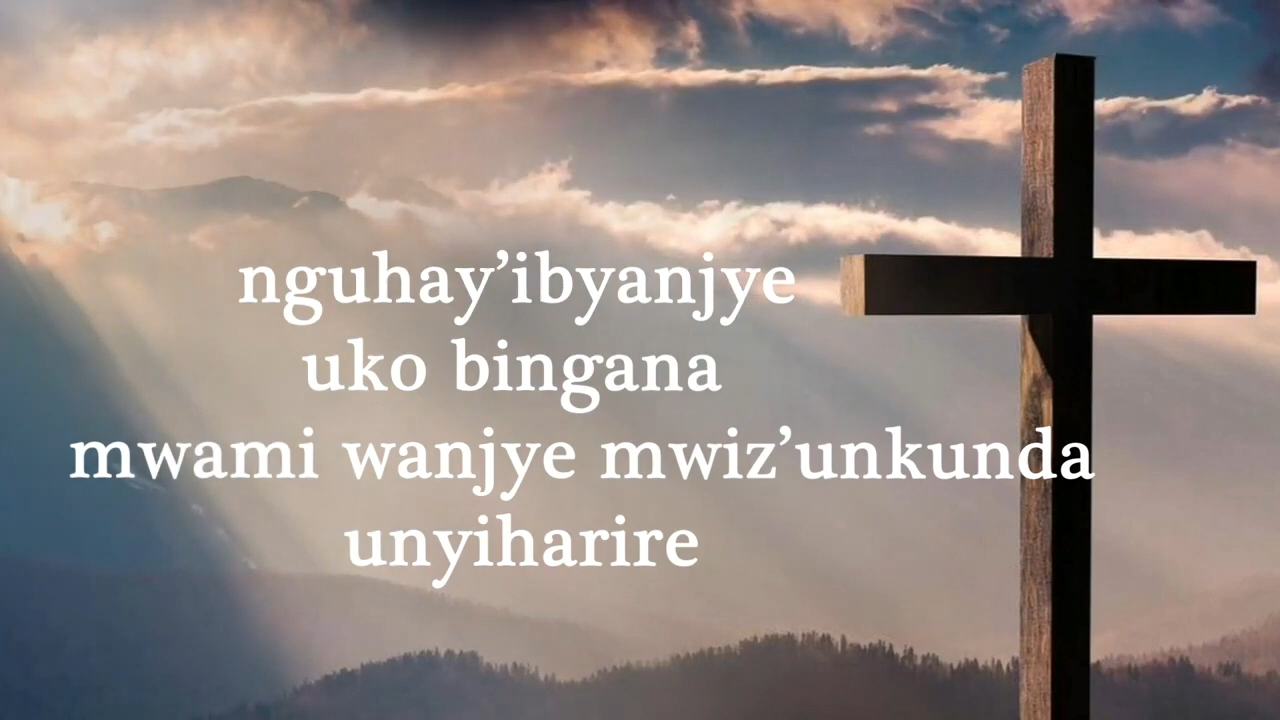 nguhay’ibyanjye
uko bingana
mwami wanjye mwiz’unkunda
unyiharire